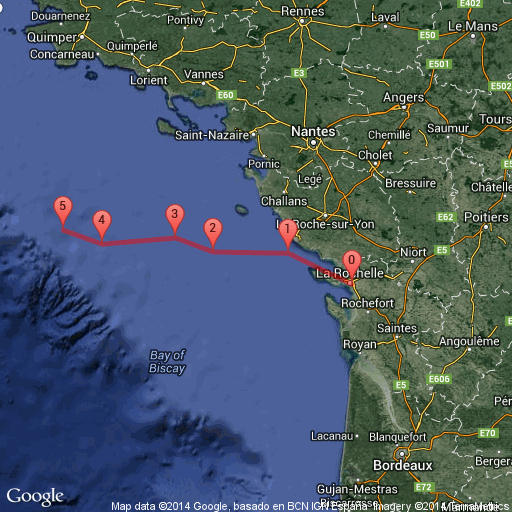 Douarnenez
Pontivy
Rennes
Laval
E402
Le Mans
Quimper
Quimperlé
E50
Concarneau
E501
Lorient
Vannes
E3
E502
E60
Angers
Tours
Saint-Nazaire
Nantes
Chemillé
Saumur
Pornic
Cholet
Legé
Bressuire
Châtelle
Challans
5
4
3
2
1
0
La Roche-sur-Yon
E62
Poitiers
Niort
E5
La Rochelle
Rochefort
Saintes
Royan
Angoulême
Bay of
Biscay
E5
E606
Lacanau
Blanquefort
E70
Bordeaux
Bergera
Gujan-Mestras
E72
Google
Map data ©2014 Google, basado en BCN IGN España, Imagery ©2014 TerraMetrics